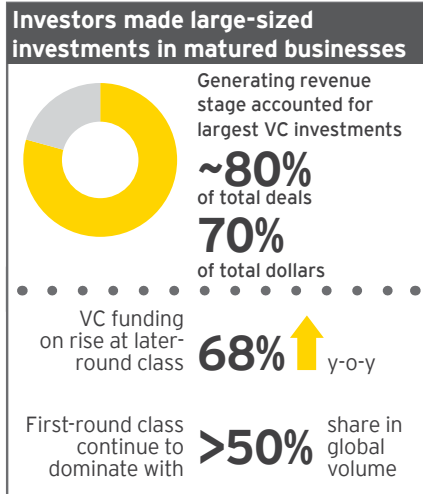 Investors made large-sized
investments in matured businesses
Generating revenue
stage accounted for
largest VC investments
~80%
of total deals
70%
of total dollars
VC funding
on rise at later-
round class
68%
y-o-y
First-round class
continue to
dominate with
>50%
share in
global
volume